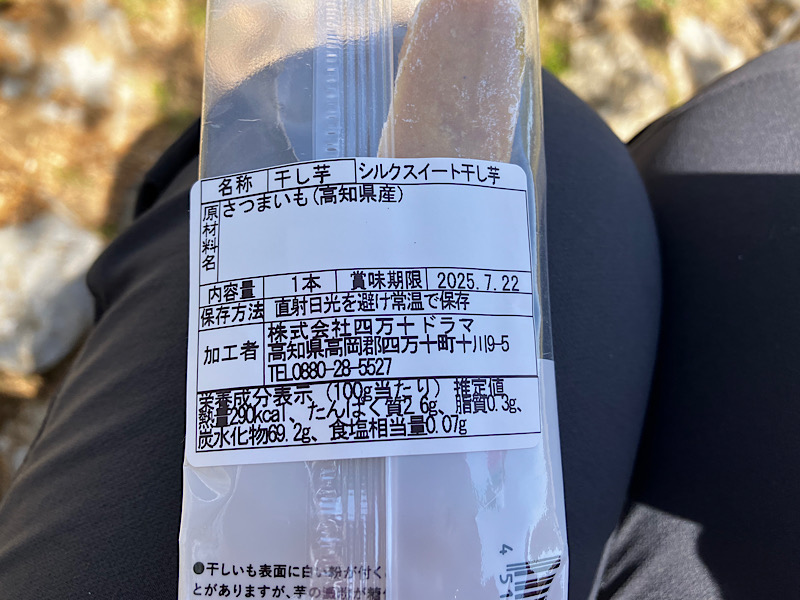 名称 干し芋 シルクスイート干し芋
原材料名 さつまいも(高知県産)
内容量 1本 賞味期限 2025.7.22
保存方法 直射日光を避け常温で保存
加工者 株式会社四万十ドラマ
高知県高岡郡四万十町十川9-5
TEL0880-28-5527
栄養成分表示(100g当たり)推定値
熱量290kcal、たんぱく質2.6g、脂質0.3g、
炭水化物69.2g、食塩相当量0.07g
●干しいも表面に白い粉が付く
とがありますが、芋の
4 5